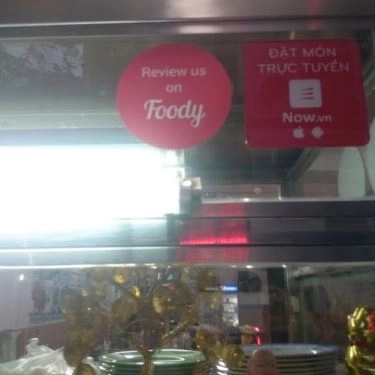 Review us
on
Foody
ĐẶT MÓN
TRỰC TUYẾN
Now.vn